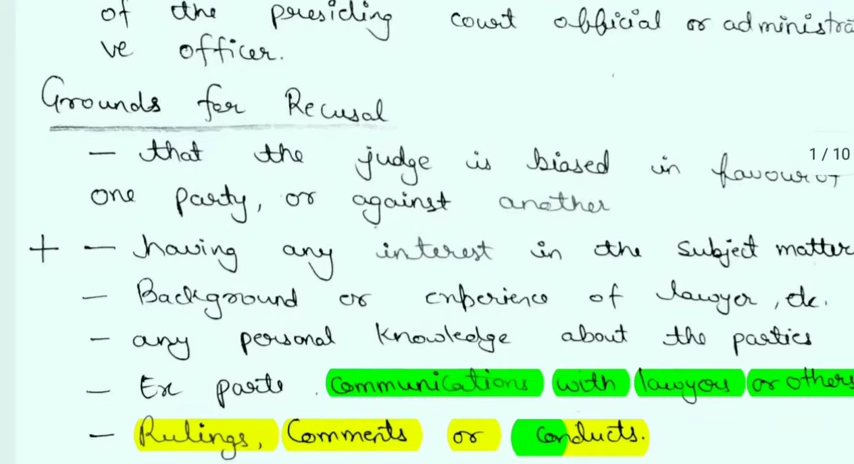 of the presiding court official or administra
ve officer.
Grounds for Recusal
- that the judge is biased in favour of
1 / 10
one party, or against another
+ - having any interest in the subject matter
- Background or experience of lawyer, etc.
- any personal knowledge about the parties
- Ex parte communications with lawyers or others
- Rulings, Comments or conducts.